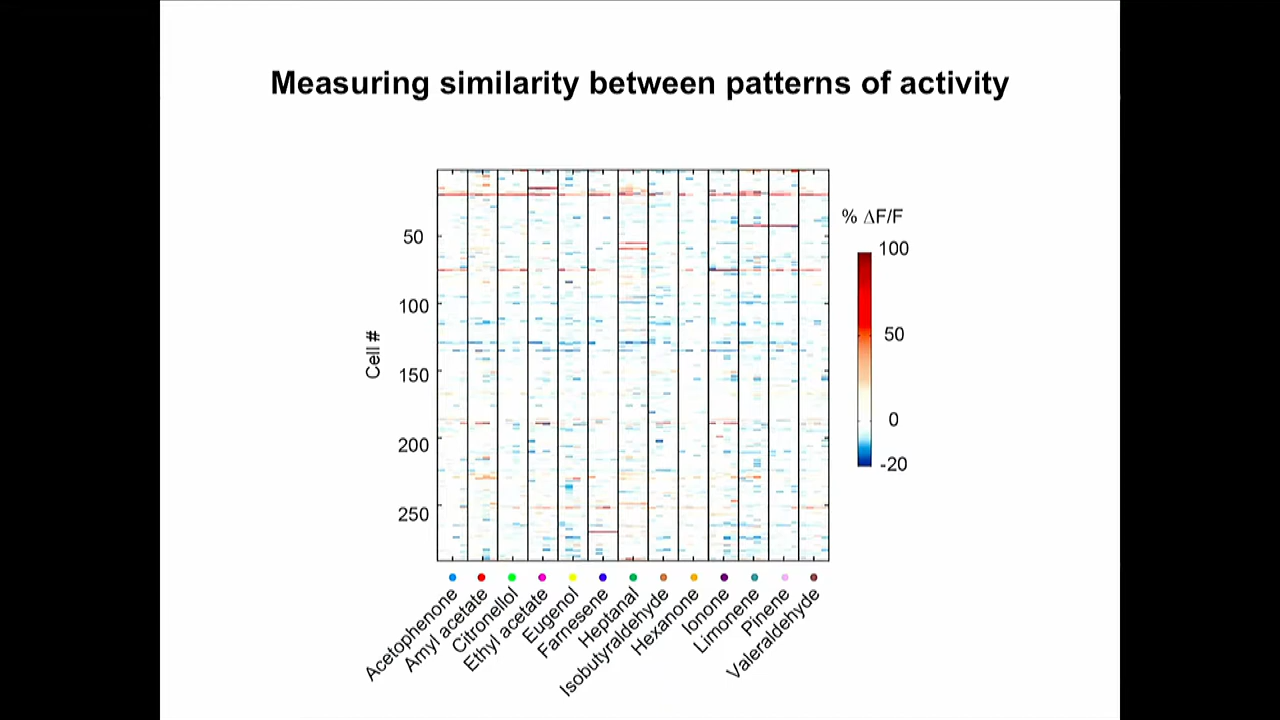 Measuring similarity between patterns of activity
% ΔF/F
100
50
0
-20
Cell #
50
100
150
200
250
Acetophenone
Amyl acetate
Citronellol
Ethyl acetate
Eugenol
Farnesene
Heptanal
Isobutyraldehyde
Hexanone
Ionone
Limonene
Pinene
Valeraldehyde